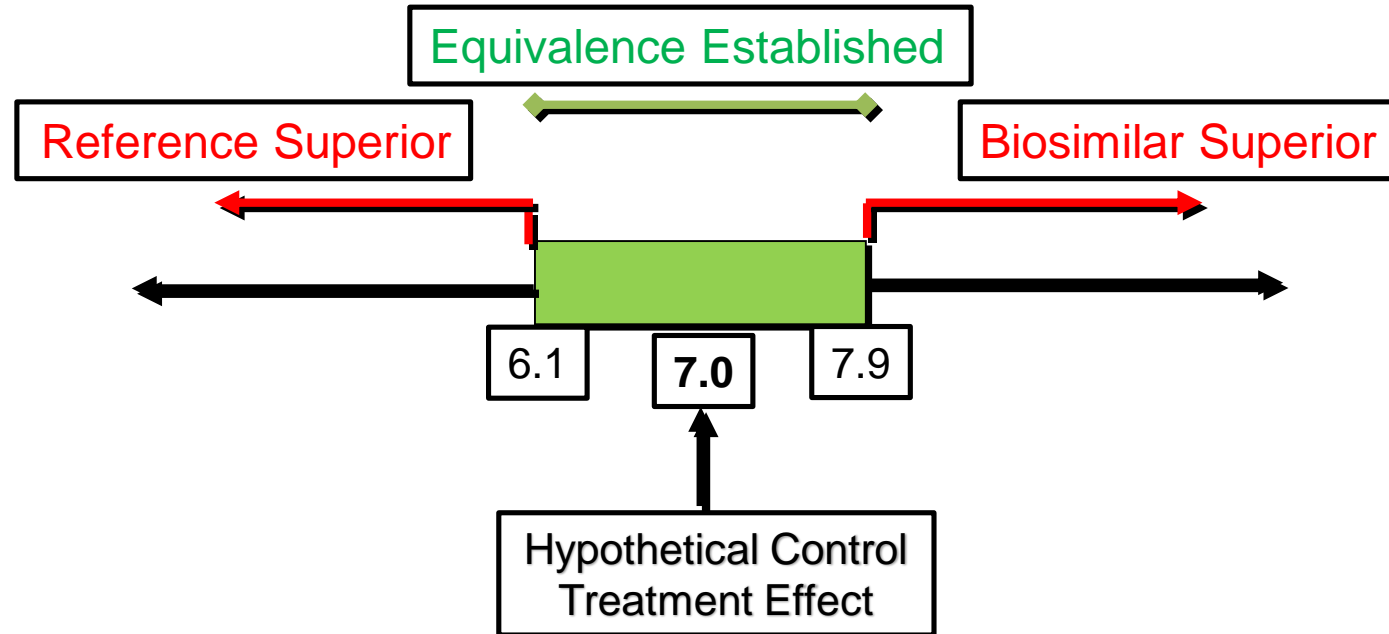 Equivalence Established
Reference Superior
Biosimilar Superior
6.1
7.0
7.9
Hypothetical Control
Treatment Effect